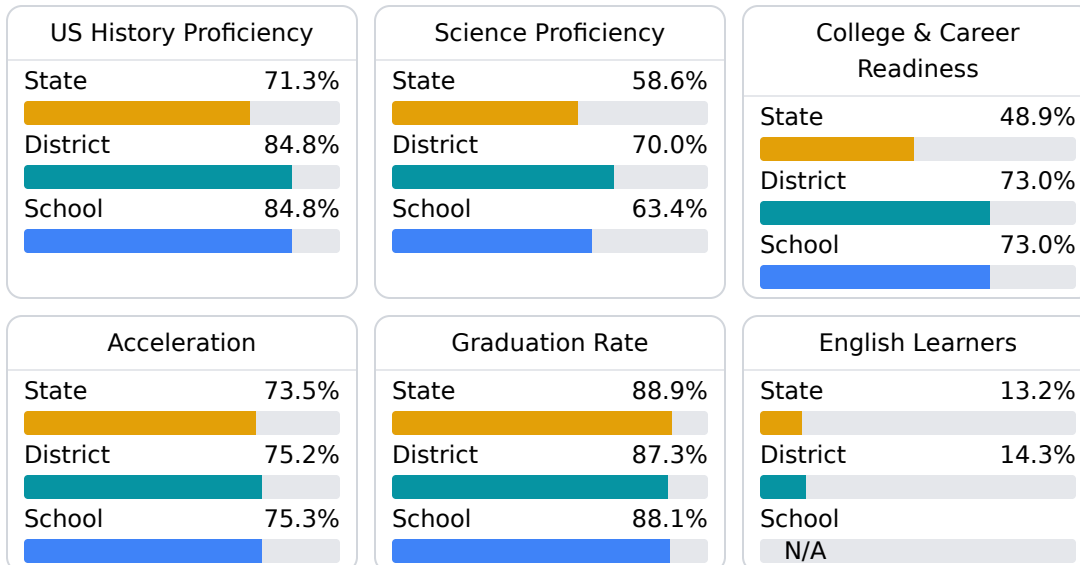 US History Proficiency
State 71.3%
District 84.8%
School 84.8%
Science Proficiency
State 58.6%
District 70.0%
School 63.4%
College & Career
Readiness
State 48.9%
District 73.0%
School 73.0%
Acceleration
State 73.5%
District 75.2%
School 75.3%
Graduation Rate
State 88.9%
District 87.3%
School 88.1%
English Learners
State 13.2%
District 14.3%
School
N/A